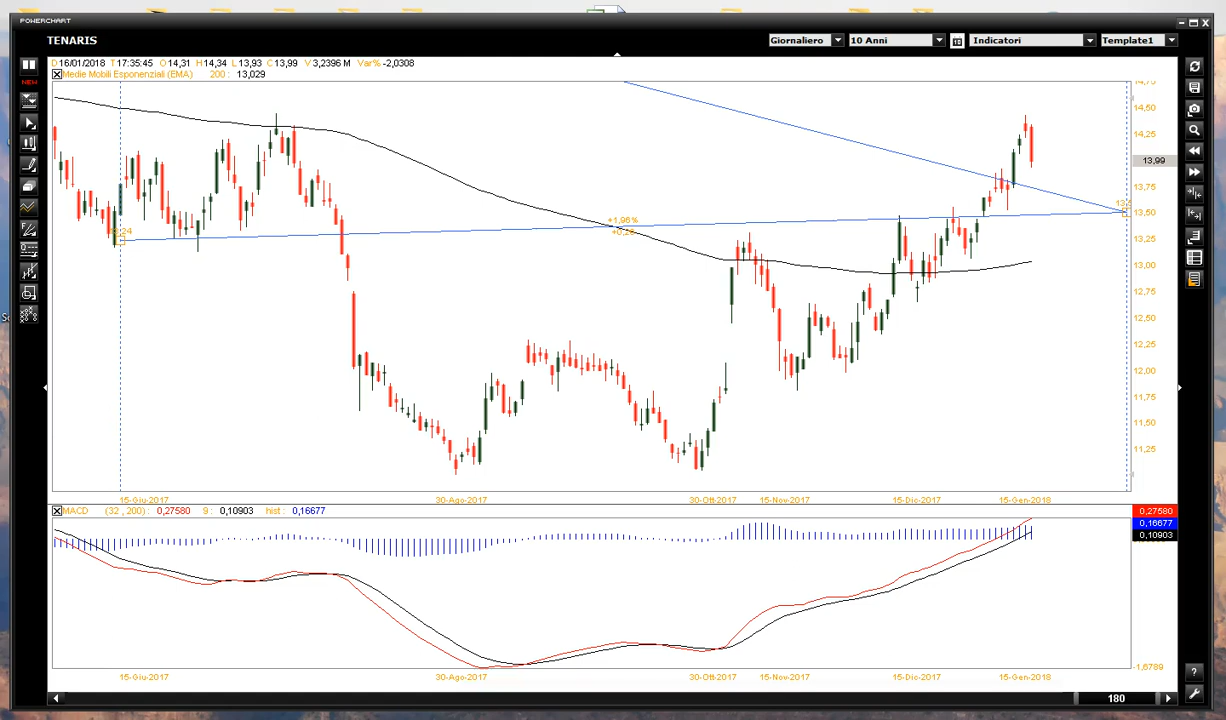 POWERCHART
TENARIS
Giornaliero 10 Anni Indicatori Template1
D 16/01/2018 T 17:35:45 O 14,31 H 14,34 L 13,93 C 13,99 V 3,2396 M Var% -2,0308
Medie Mobili Esponenziali (EMA) 200 : 13,029
NEW
14,75
14,50
14,25
13,99
13,75
13,50
13,25
13,00
12,75
12,50
12,25
12,00
11,75
11,50
11,25
+1,96%
+0,26
15-Giu-2017 30-Ago-2017 30-Ott-2017 15-Nov-2017 15-Dic-2017 15-Gen-2018
MACD (32 , 200) : 0,27580 9 : 0,10903 hist : 0,16677
0,27580
0,16677
0,10903
-1,6789
15-Giu-2017 30-Ago-2017 30-Ott-2017 15-Nov-2017 15-Dic-2017 15-Gen-2018
180